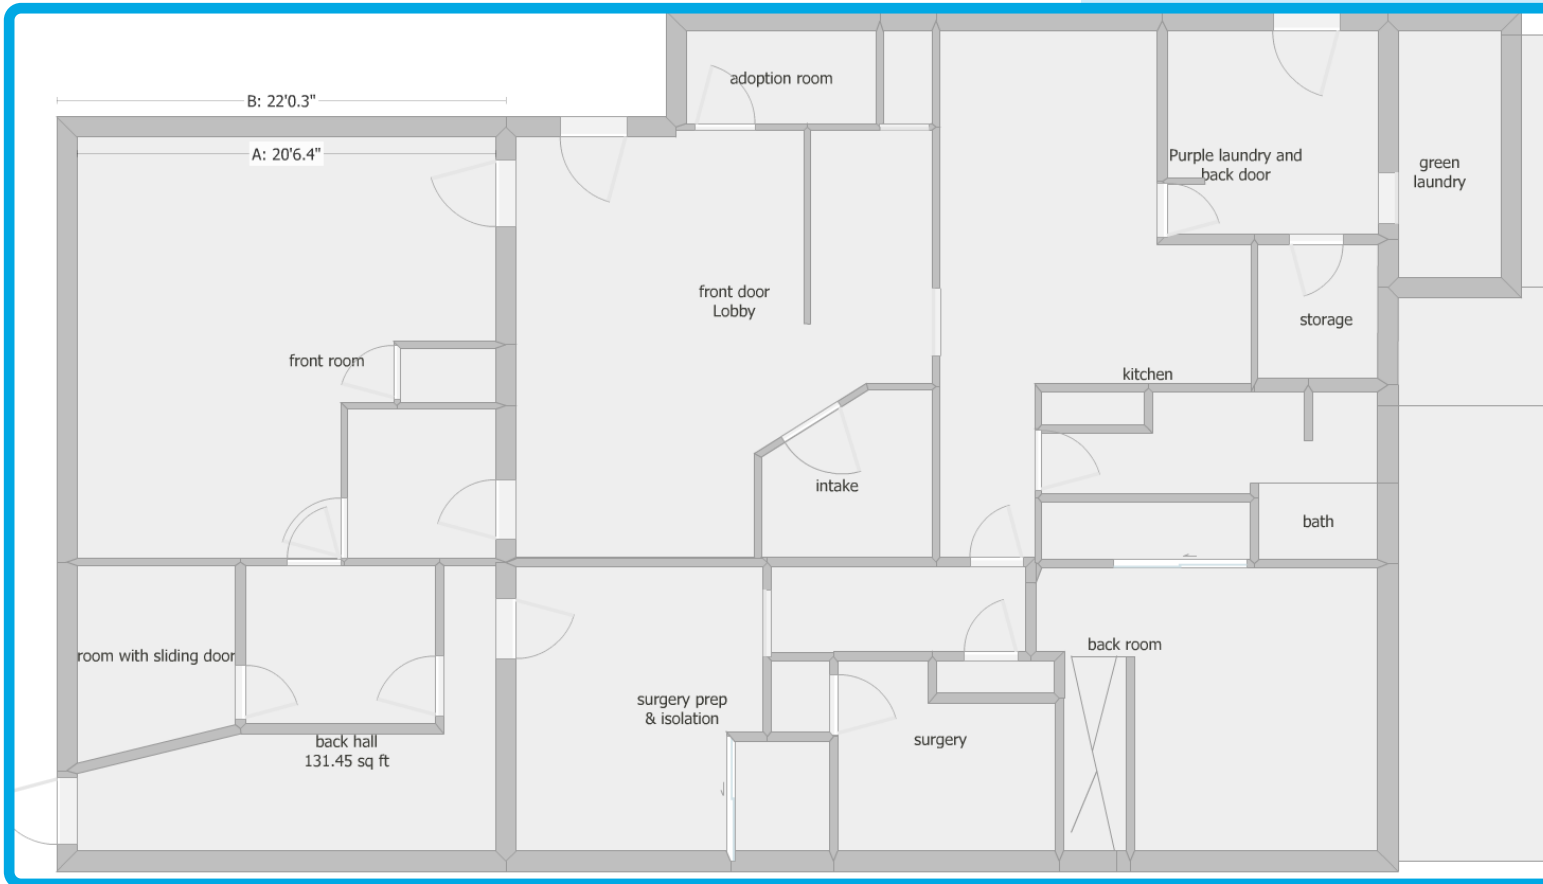 adoption room
B: 22'0.3"
A: 20'6.4"
Purple laundry and
back door
green
laundry
front door
Lobby
storage
front room
kitchen
intake
bath
room with sliding door
back room
surgery prep
& isolation
surgery
back hall
131.45 sq ft